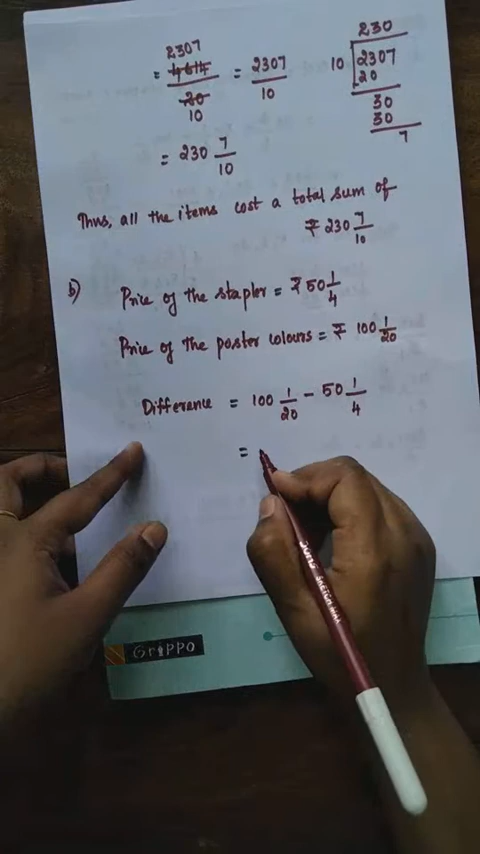 230
2307
= 4614/20 = 2307/10 10 2307
10 20
30
30
7
= 230 7/10
Thus, all the items cost a total sum of
₹ 230 7/10
b) Price of the stapler = ₹ 50 1/4
Price of the poster colours = ₹ 100 1/20
Difference = 100 1/20 - 50 1/4
=
Grippo